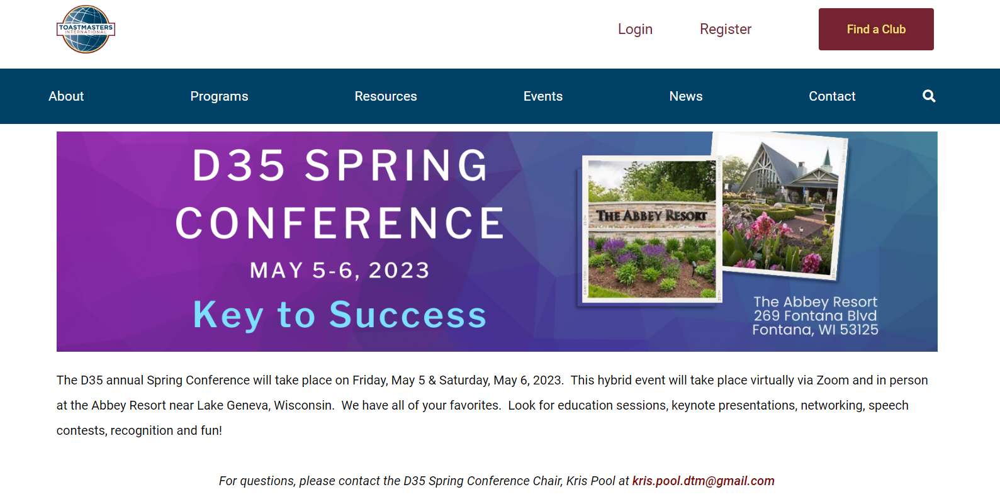 TOASTMASTERS
INTERNATIONAL
Login
Register
Find a Club
About
Programs
Resources
Events
News
Contact
D35 SPRING
CONFERENCE
MAY 5-6, 2023
Key to Success
THE ABBEY RESORT
The Abbey Resort
269 Fontana Blvd
Fontana, WI 53125
The D35 annual Spring Conference will take place on Friday, May 5 & Saturday, May 6, 2023.  This hybrid event will take place virtually via Zoom and in person
at the Abbey Resort near Lake Geneva, Wisconsin.  We have all of your favorites.  Look for education sessions, keynote presentations, networking, speech
contests, recognition and fun!
For questions, please contact the D35 Spring Conference Chair, Kris Pool at kris.pool.dtm@gmail.com